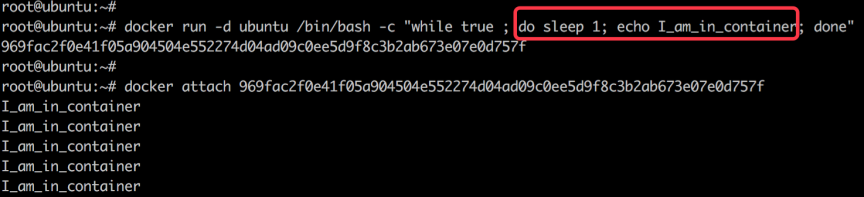 root@ubuntu:~#
root@ubuntu:~# docker run -d ubuntu /bin/bash -c "while true ; do sleep 1; echo I_am_in_container; done"
969fac2f0e41f05a904504e552274d04ad09c0ee5d9f8c3b2ab673e07e0d757f
root@ubuntu:~#
root@ubuntu:~# docker attach 969fac2f0e41f05a904504e552274d04ad09c0ee5d9f8c3b2ab673e07e0d757f
I_am_in_container
I_am_in_container
I_am_in_container
I_am_in_container
I_am_in_container